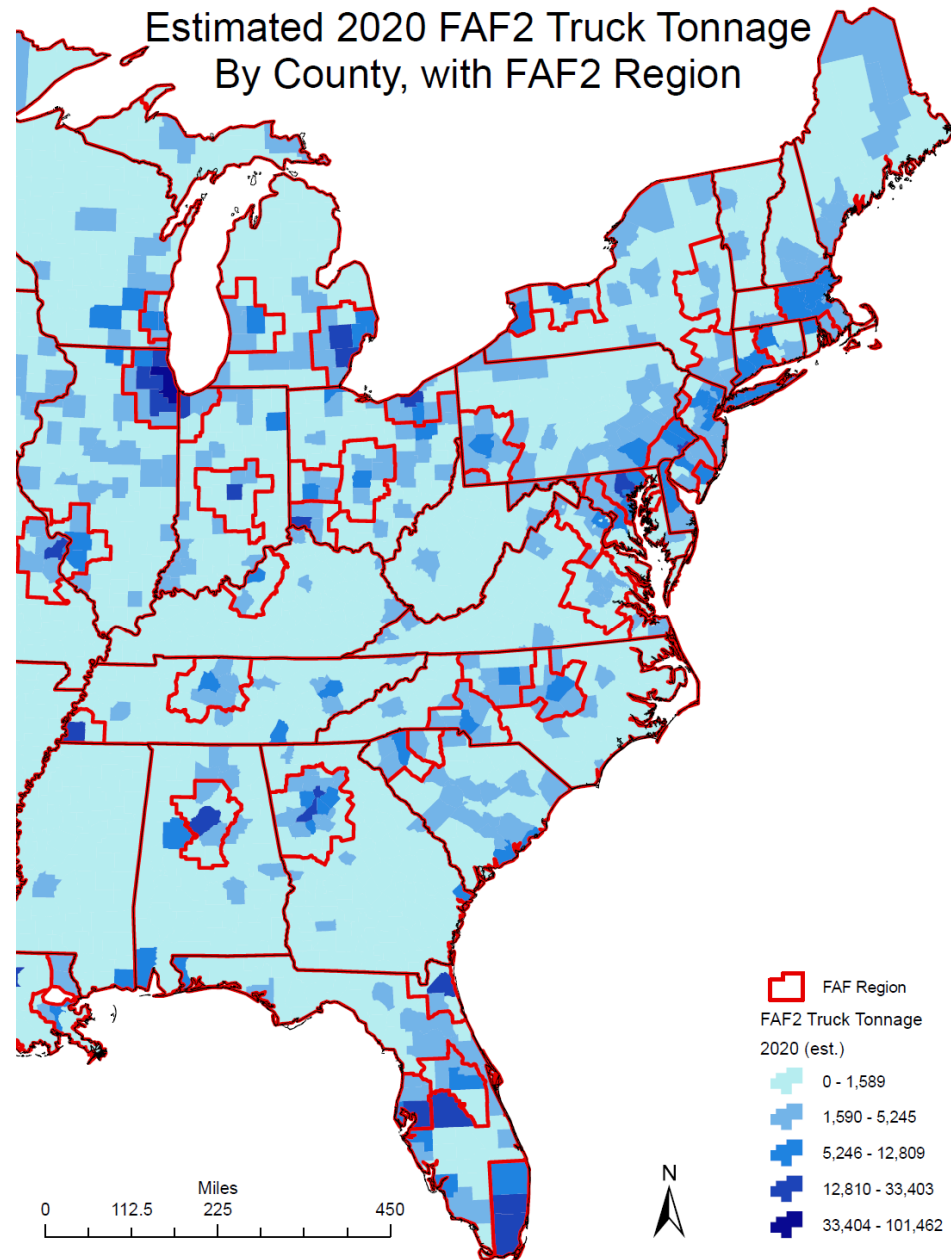 Estimated 2020 FAF2 Truck Tonnage
By County, with FAF2 Region
FAF Region
FAF2 Truck Tonnage
2020 (est.)
0 - 1,589
1,590 - 5,245
5,246 - 12,809
12,810 - 33,403
33,404 - 101,462
N
Miles
0 112.5 225 450